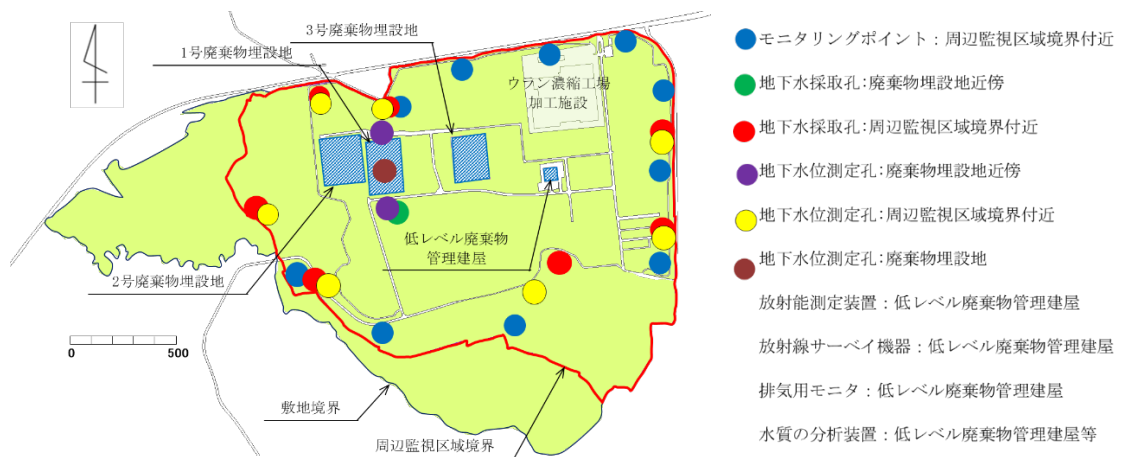 3号廃棄物埋設地
1号廃棄物埋設地
ウラン濃縮工場
加工施設
低レベル廃棄物
管理建屋
2号廃棄物埋設地
0 500
敷地境界
周辺監視区域境界
モニタリングポイント：周辺監視区域境界付近
地下水採取孔:廃棄物埋設地近傍
地下水採取孔:周辺監視区域境界付近
地下水位測定孔:廃棄物埋設地近傍
地下水位測定孔:周辺監視区域境界付近
地下水位測定孔:廃棄物埋設地
放射能測定装置：低レベル廃棄物管理建屋
放射線サーベイ機器：低レベル廃棄物管理建屋
排気用モニタ：低レベル廃棄物管理建屋
水質の分析装置：低レベル廃棄物管理建屋等